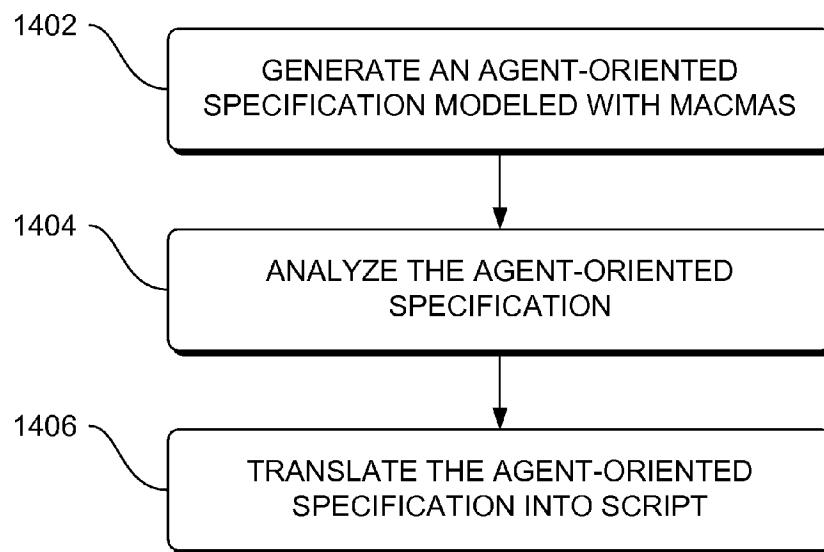 1402
GENERATE AN AGENT-ORIENTED
SPECIFICATION MODELED WITH MACMAS
1404
ANALYZE THE AGENT-ORIENTED
SPECIFICATION
1406
TRANSLATE THE AGENT-ORIENTED
SPECIFICATION INTO SCRIPT